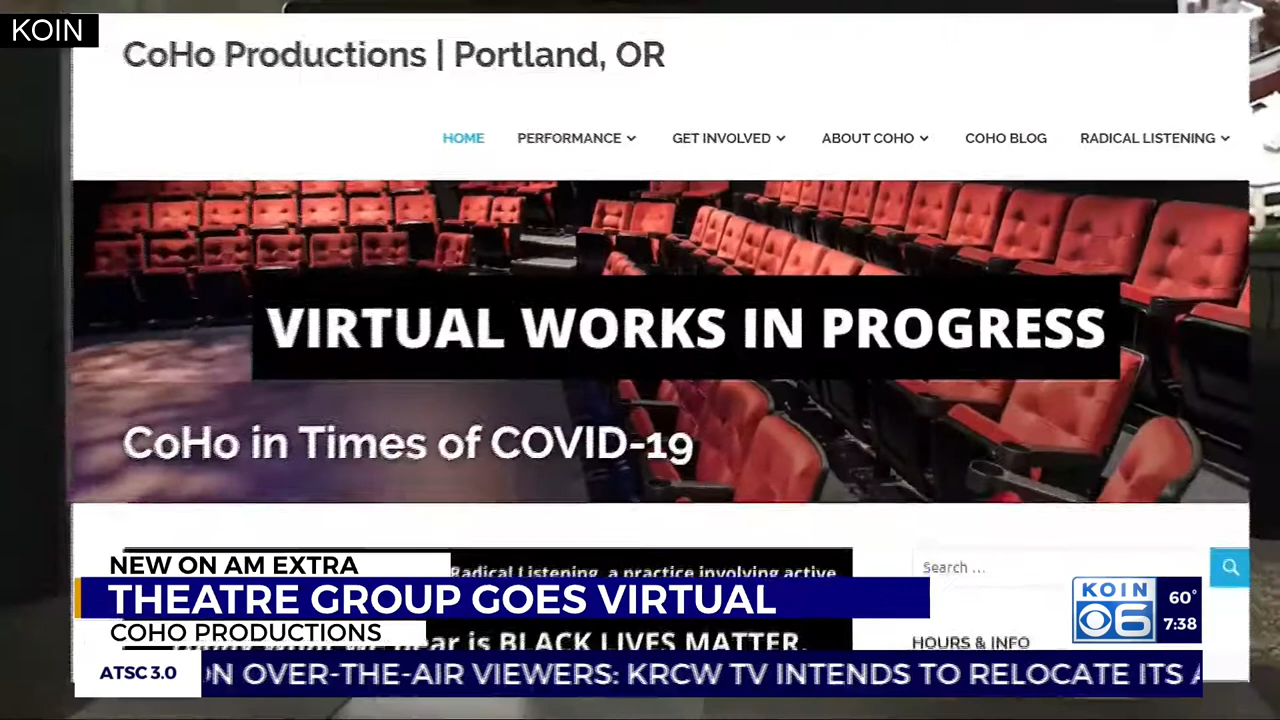 KOIN
CoHo Productions | Portland, OR
HOME PERFORMANCE GET INVOLVED ABOUT COHO COHO BLOG RADICAL LISTENING
VIRTUAL WORKS IN PROGRESS
CoHo in Times of COVID-19
NEW ON AM EXTRA
Radical Listening, a practice involving active
Search ...
THEATRE GROUP GOES VIRTUAL
KOIN 6
60°
7:38
COHO PRODUCTIONS
is BLACK LIVES MATTER.
HOURS & INFO
ATSC 3.0
ON OVER-THE-AIR VIEWERS: KRCW TV INTENDS TO RELOCATE ITS